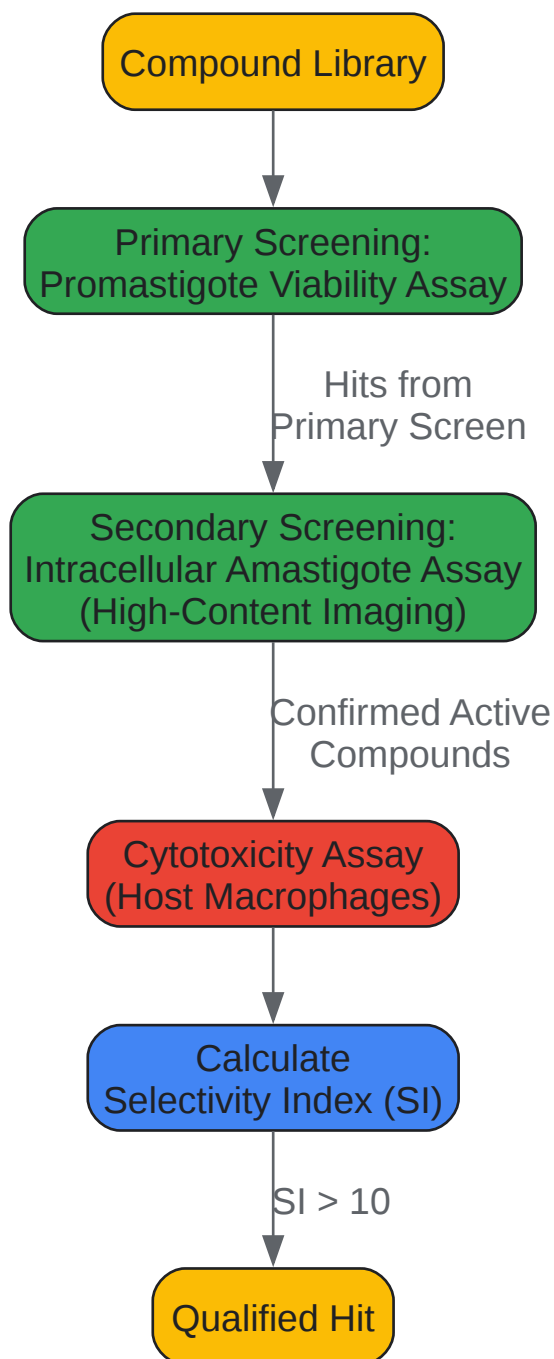 Compound Library
Primary Screening:
Promastigote Viability Assay
Hits from
Primary Screen
Secondary Screening:
Intracellular Amastigote Assay
(High-Content Imaging)
Confirmed Active
Compounds
Cytotoxicity Assay
(Host Macrophages)
Calculate
Selectivity Index (SI)
SI > 10
Qualified Hit